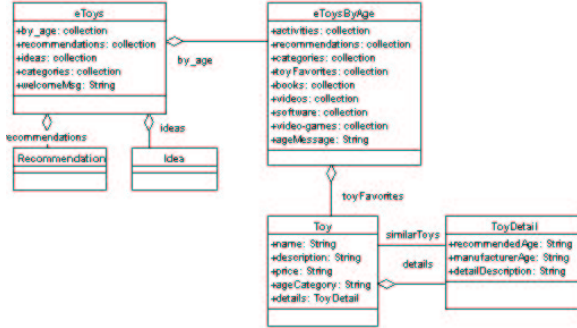 eToys
+by_age: collection
+recommendations: collection
+ideas: collection
+categories: collection
+welcomeMsg: String
by_age
eToysByAge
+activities: collection
+recommendations: collection
+categories: collection
+toyFavorites: collection
+books: collection
+videos: collection
+software: collection
+video-games: collection
+ageMessage: String
recommendations
ideas
Recommendation
Idea
toyFavorites
Toy
+name: String
+description: String
+price: String
+ageCategory: String
+details: ToyDetail
similarToys
details
ToyDetail
+recommendedAge: String
+manufacturerAge: String
+detailDescription: String